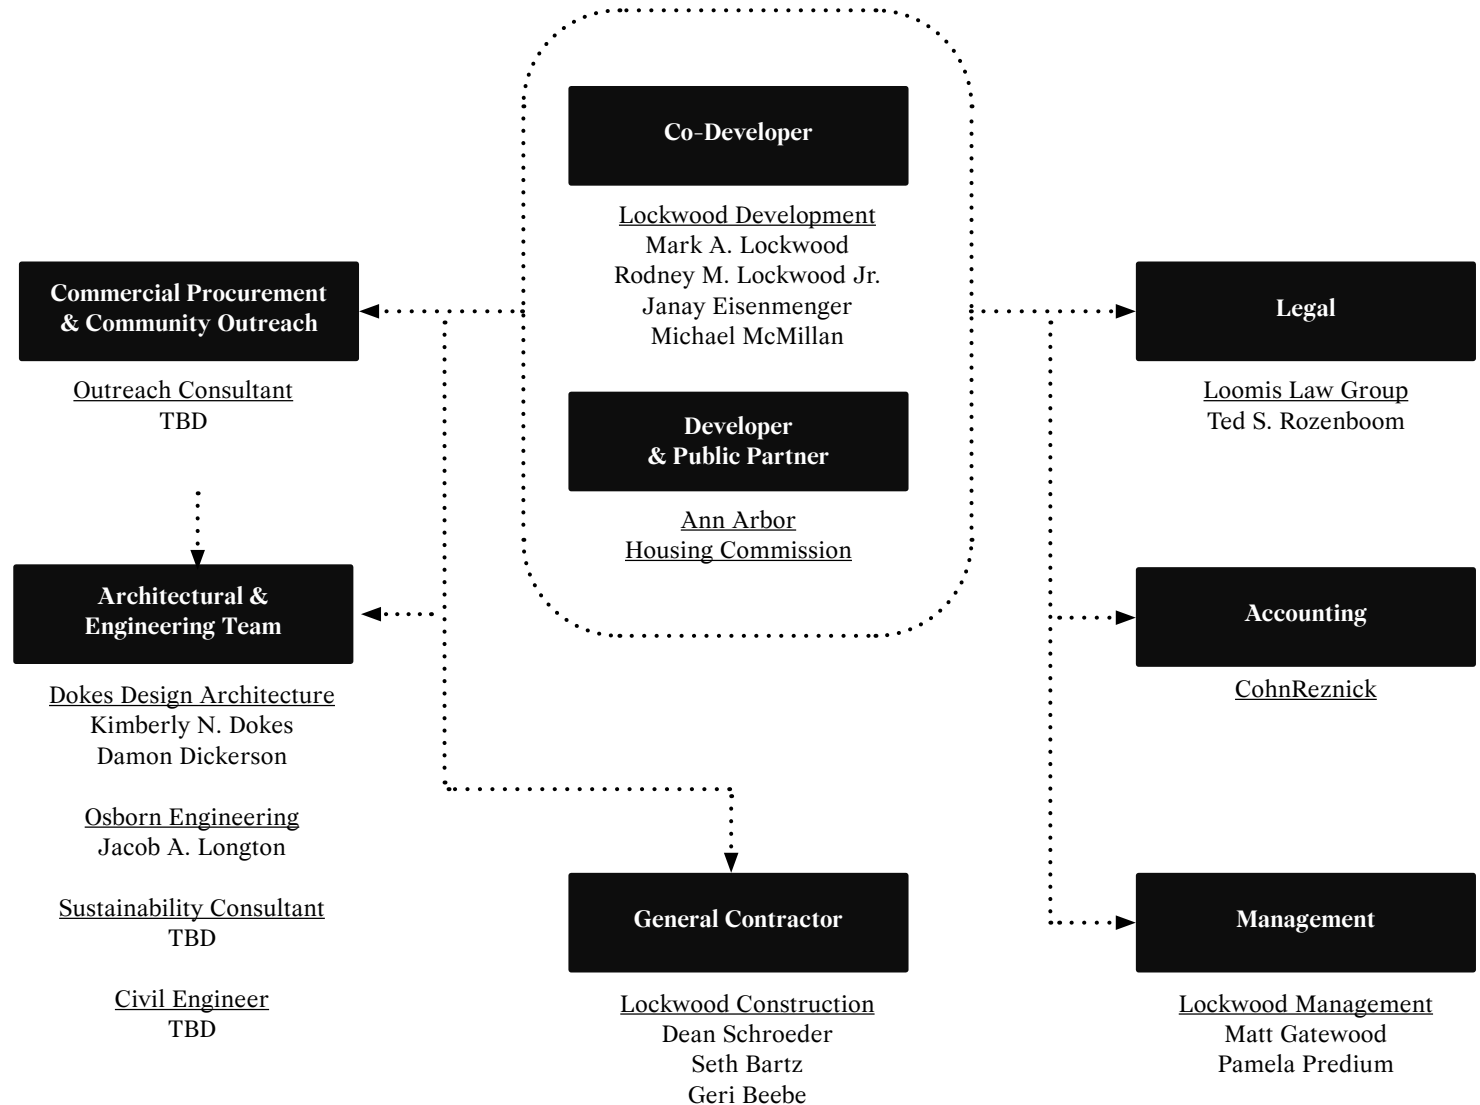 Co-Developer
Lockwood Development
Mark A. Lockwood
Rodney M. Lockwood Jr.
Janay Eisenmenger
Michael McMillan
Developer
& Public Partner
Ann Arbor
Housing Commission
Commercial Procurement
& Community Outreach
Outreach Consultant
TBD
Architectural &
Engineering Team
Dokes Design Architecture
Kimberly N. Dokes
Damon Dickerson
Osborn Engineering
Jacob A. Longton
Sustainability Consultant
TBD
Civil Engineer
TBD
General Contractor
Lockwood Construction
Dean Schroeder
Seth Bartz
Geri Beebe
Legal
Loomis Law Group
Ted S. Rozenboom
Accounting
CohnReznick
Management
Lockwood Management
Matt Gatewood
Pamela Predium